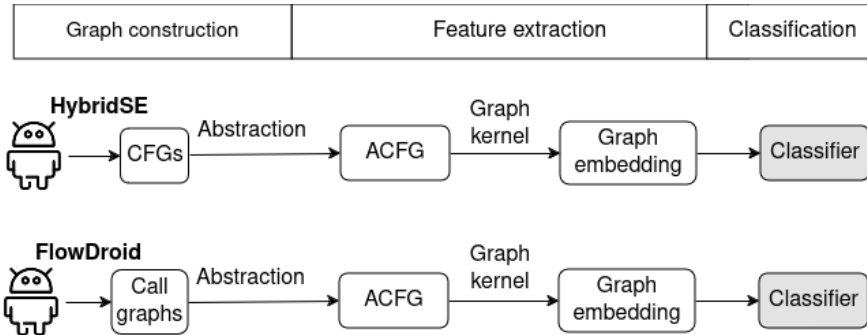 Graph construction
Feature extraction
Classification
HybridSE
CFGs
Abstraction
ACFG
Graph
kernel
Graph
embedding
Classifier
FlowDroid
Call
graphs
Abstraction
ACFG
Graph
kernel
Graph
embedding
Classifier